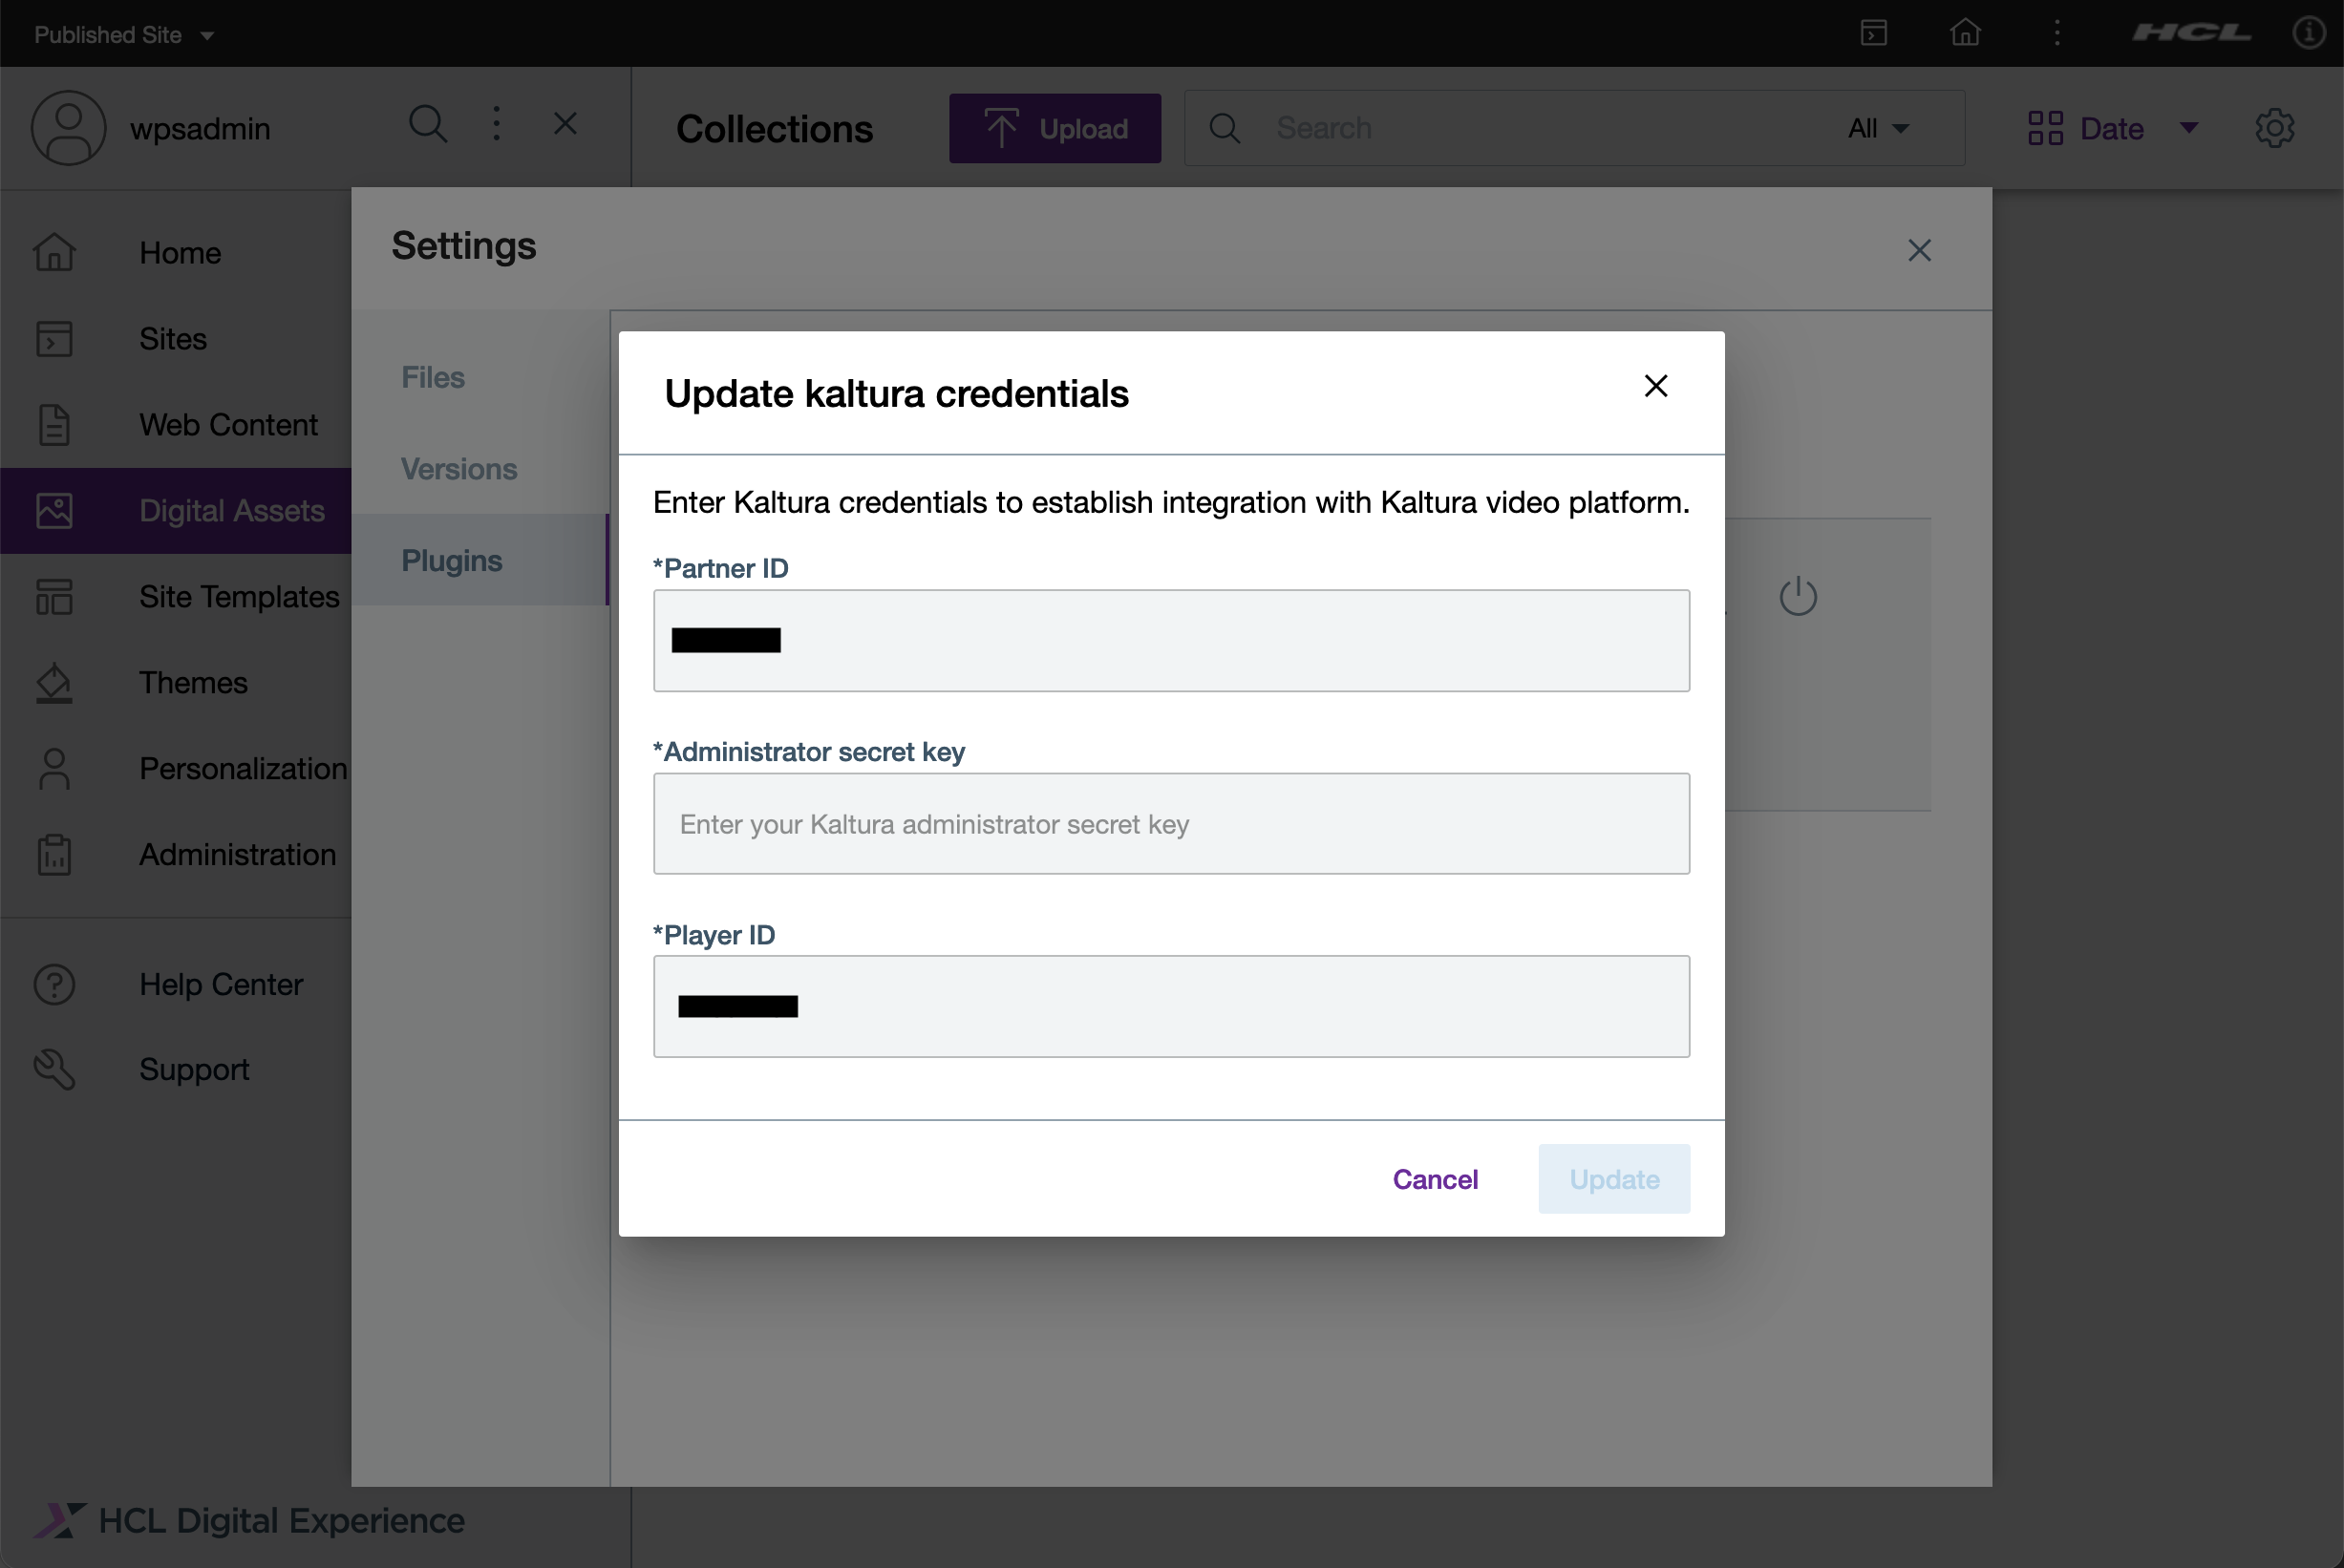 Published Site
HCL
wpsadmin
Collections
Upload
Search
All
Date
Home
Sites
Web Content
Digital Assets
Site Templates
Themes
Personalization
Administration
Help Center
Support
HCL Digital Experience
Settings
Files
Versions
Plugins
Update kaltura credentials
Enter Kaltura credentials to establish integration with Kaltura video platform.
*Partner ID
*Administrator secret key
Enter your Kaltura administrator secret key
*Player ID
Cancel
Update